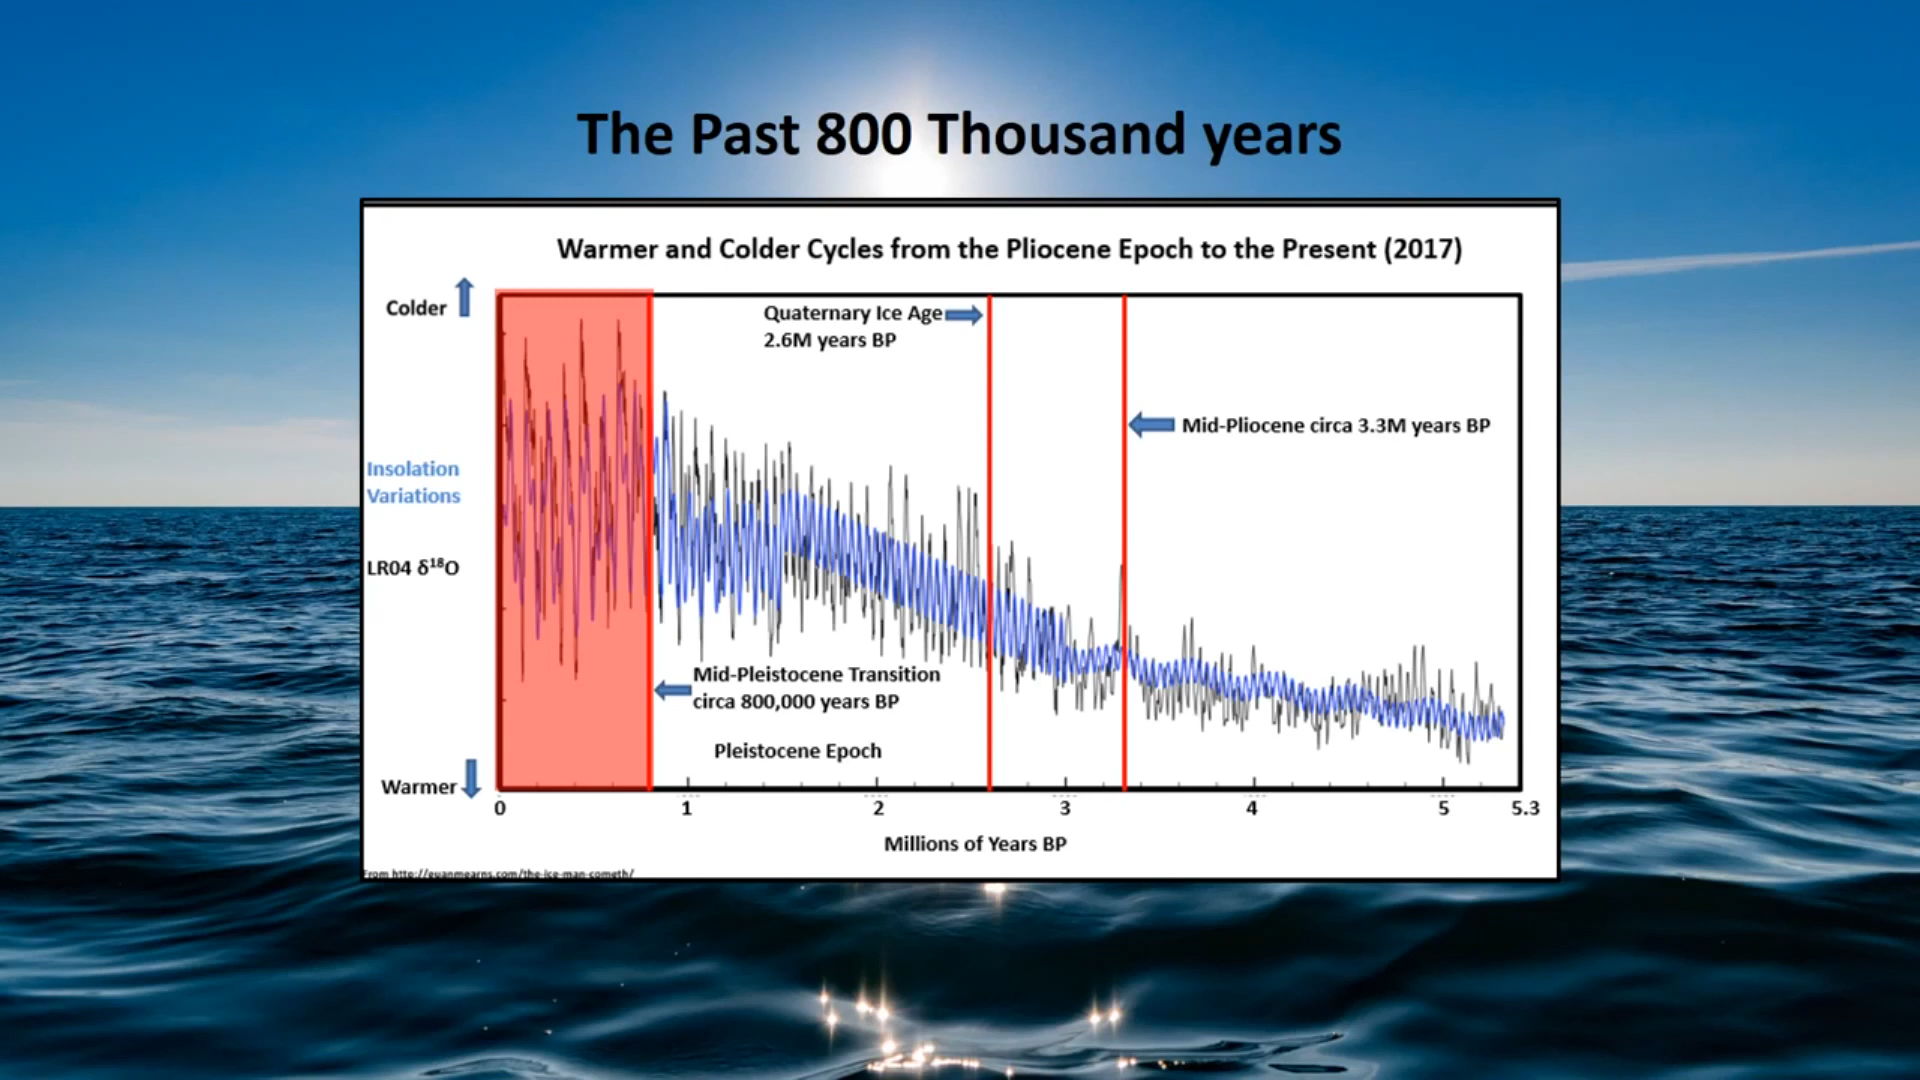 The Past 800 Thousand years
Warmer and Colder Cycles from the Pliocene Epoch to the Present (2017)
Colder
Quaternary Ice Age
2.6M years BP
Mid-Pliocene circa 3.3M years BP
Insolation
Variations
LR04 δ¹⁸O
Mid-Pleistocene Transition
circa 800,000 years BP
Pleistocene Epoch
Warmer
0 1 2 3 4 5 5.3
Millions of Years BP
From http://euanmearns.com/the-ice-man-cometh/